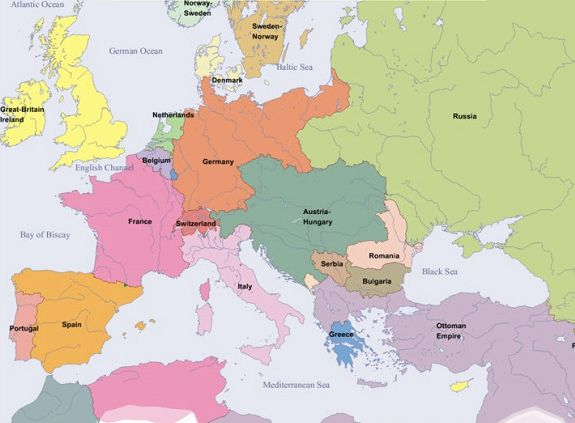 Atlantic Ocean
Norway-
Sweden
Sweden-
Norway
German Ocean
Baltic Sea
Denmark
Great-Britain
Ireland
Netherlands
Russia
English Channel
Belgium
Germany
France
Switzerland
Austria-
Hungary
Bay of Biscay
Romania
Serbia
Black Sea
Bulgaria
Italy
Portugal
Spain
Greece
Ottoman
Empire
Mediterranean Sea